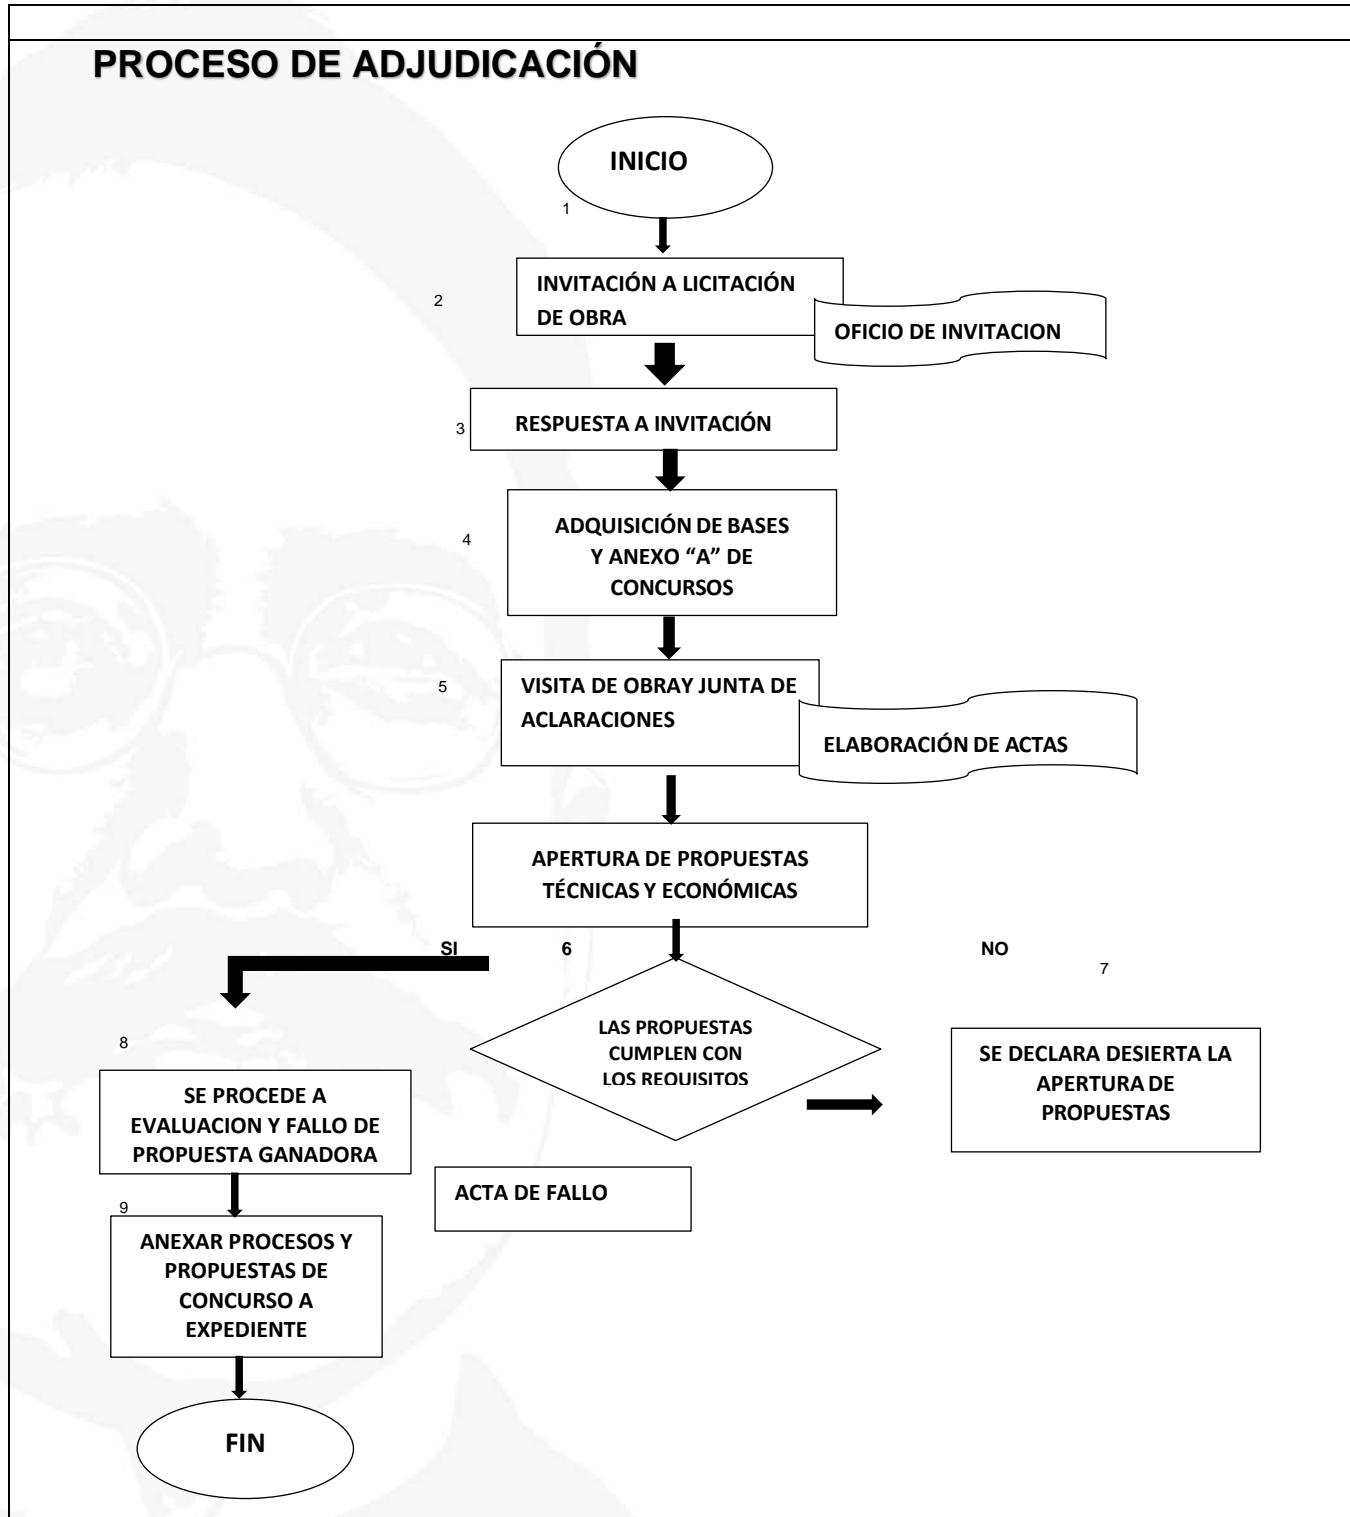 PROCESO DE ADJUDICACIÓN
INICIO
1
INVITACIÓN A LICITACIÓN
DE OBRA
2
OFICIO DE INVITACION
RESPUESTA A INVITACIÓN
3
ADQUISICIÓN DE BASES
Y ANEXO “A” DE
CONCURSOS
4
VISITA DE OBRAY JUNTA DE
ACLARACIONES
5
ELABORACIÓN DE ACTAS
APERTURA DE PROPUESTAS
TÉCNICAS Y ECONÓMICAS
SI
6
NO
7
LAS PROPUESTAS
CUMPLEN CON
LOS REQUISITOS
SE DECLARA DESIERTA LA
APERTURA DE
PROPUESTAS
8
SE PROCEDE A
EVALUACION Y FALLO DE
PROPUESTA GANADORA
ACTA DE FALLO
9
ANEXAR PROCESOS Y
PROPUESTAS DE
CONCURSO A
EXPEDIENTE
FIN